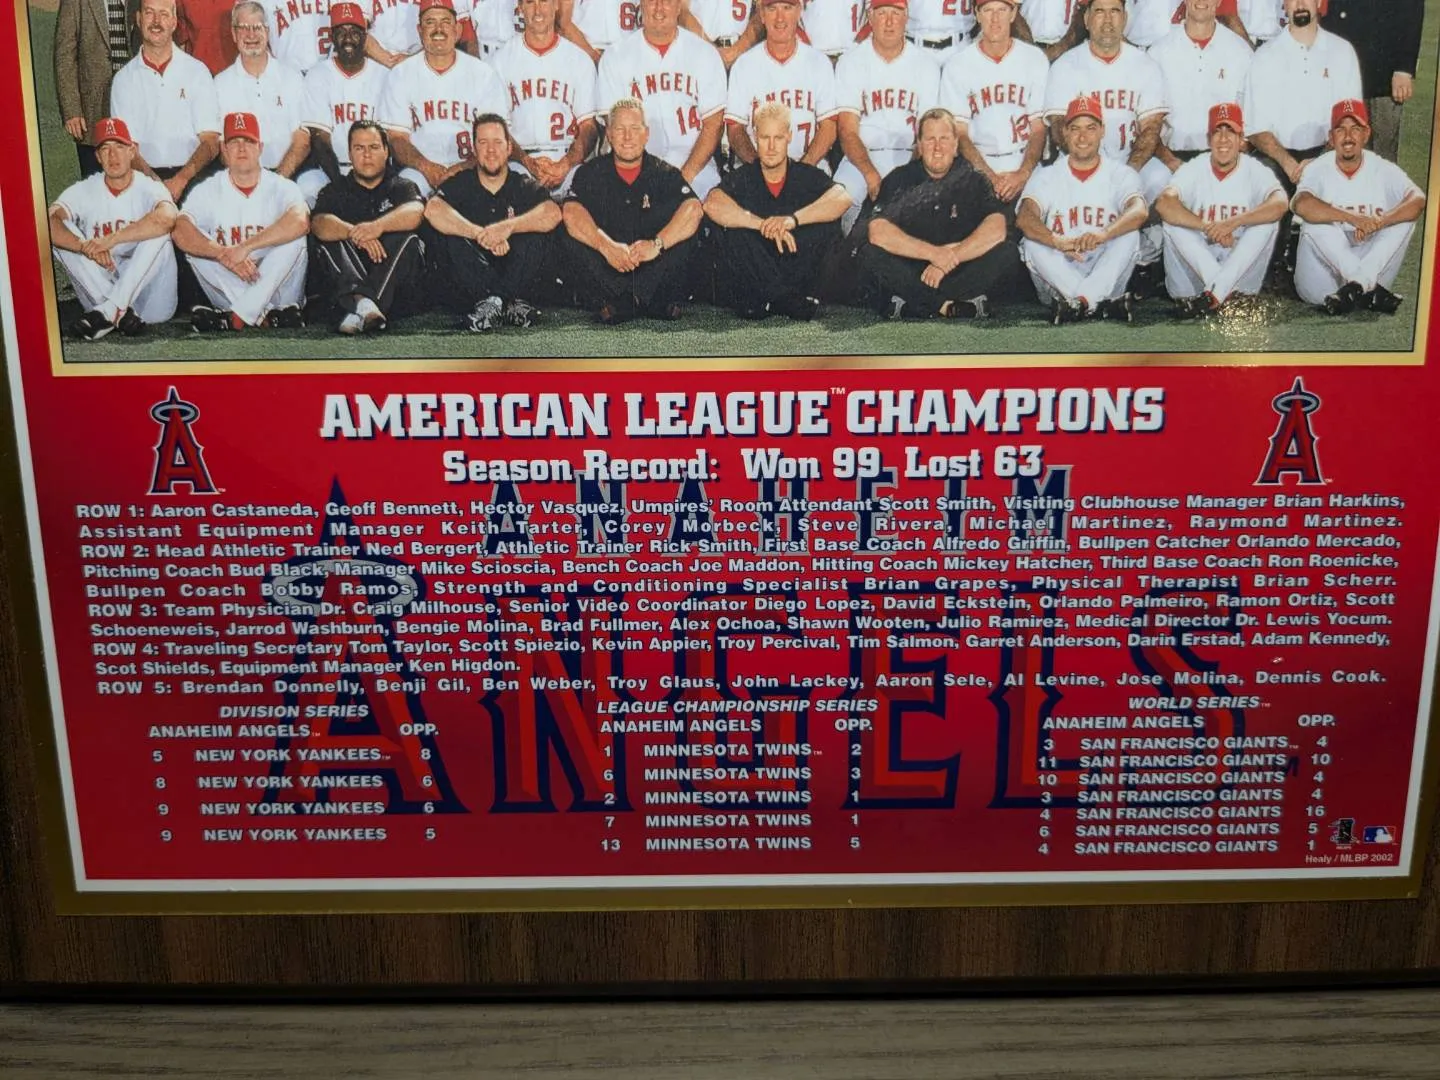 ANGELS
AMERICAN LEAGUE™ CHAMPIONS
Season Record: Won 99, Lost 63
ANAHEIM
ANGELS
ROW 1: Aaron Castaneda, Geoff Bennett, Hector Vasquez, Umpires' Room Attendant Scott Smith, Visiting Clubhouse Manager Brian Harkins,
Assistant Equipment Manager Keith Tarter, Corey Morbeck, Steve Rivera, Michael Martinez, Raymond Martinez.
ROW 2: Head Athletic Trainer Ned Bergert, Athletic Trainer Rick Smith, First Base Coach Alfredo Griffin, Bullpen Catcher Orlando Mercado,
Pitching Coach Bud Black, Manager Mike Scioscia, Bench Coach Joe Maddon, Hitting Coach Mickey Hatcher, Third Base Coach Ron Roenicke,
Bullpen Coach Bobby Ramos, Strength and Conditioning Specialist Brian Grapes, Physical Therapist Brian Scherr.
ROW 3: Team Physician Dr. Craig Milhouse, Senior Video Coordinator Diego Lopez, David Eckstein, Orlando Palmeiro, Ramon Ortiz, Scott
Schoeneweis, Jarrod Washburn, Bengie Molina, Brad Fullmer, Alex Ochoa, Shawn Wooten, Julio Ramirez, Medical Director Dr. Lewis Yocum.
ROW 4: Traveling Secretary Tom Taylor, Scott Spiezio, Kevin Appier, Troy Percival, Tim Salmon, Garret Anderson, Darin Erstad, Adam Kennedy,
Scot Shields, Equipment Manager Ken Higdon.
ROW 5: Brendan Donnelly, Benji Gil, Ben Weber, Troy Glaus, John Lackey, Aaron Sele, Al Levine, Jose Molina, Dennis Cook.
DIVISION SERIES
ANAHEIM ANGELS™ OPP.
5 NEW YORK YANKEES™ 8
8 NEW YORK YANKEES 6
9 NEW YORK YANKEES 6
9 NEW YORK YANKEES 5
LEAGUE CHAMPIONSHIP SERIES
ANAHEIM ANGELS OPP.
1 MINNESOTA TWINS™ 2
6 MINNESOTA TWINS 3
2 MINNESOTA TWINS 1
7 MINNESOTA TWINS 1
13 MINNESOTA TWINS 5
WORLD SERIES™
ANAHEIM ANGELS OPP.
3 SAN FRANCISCO GIANTS™ 4
11 SAN FRANCISCO GIANTS 10
10 SAN FRANCISCO GIANTS 4
3 SAN FRANCISCO GIANTS 4
4 SAN FRANCISCO GIANTS 16
6 SAN FRANCISCO GIANTS 5
4 SAN FRANCISCO GIANTS 1
Healy / MLBP 2002